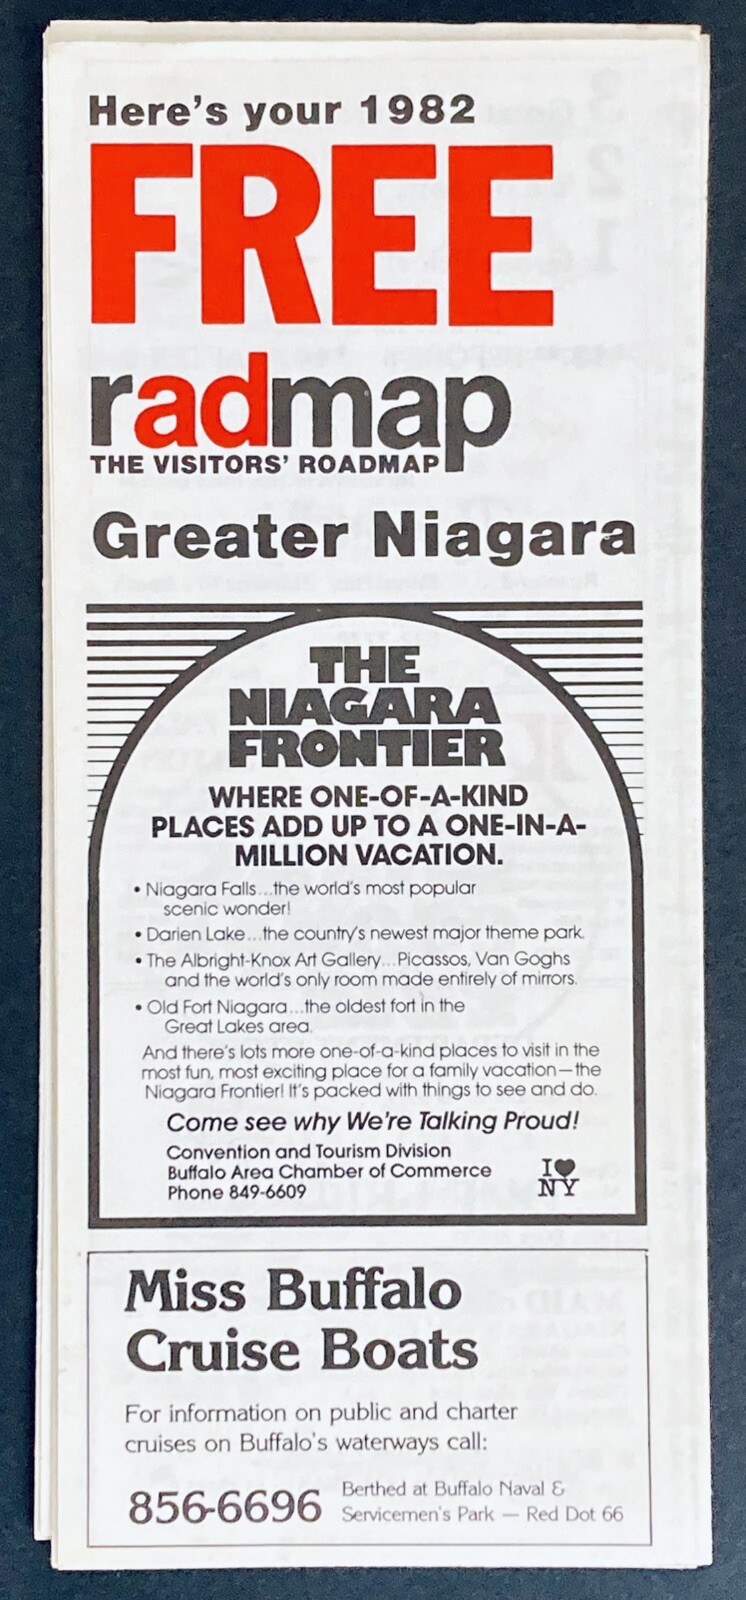 Here's your 1982
FREE
radmap
THE VISITORS' ROADMAP
Greater Niagara
THE
NIAGARA
FRONTIER
WHERE ONE-OF-A-KIND
PLACES ADD UP TO A ONE-IN-A-
MILLION VACATION.
• Niagara Falls...the world's most popular
scenic wonder!
• Darien Lake...the country's newest major theme park.
• The Albright-Knox Art Gallery...Picassos, Van Goghs
and the world's only room made entirely of mirrors.
• Old Fort Niagara...the oldest fort in the
Great Lakes area.
And there's lots more one-of-a-kind places to visit in the
most fun, most exciting place for a family vacation—the
Niagara Frontier! It's packed with things to see and do.
Come see why We're Talking Proud!
Convention and Tourism Division
Buffalo Area Chamber of Commerce
Phone 849-6609
I ♥
NY
Miss Buffalo
Cruise Boats
For information on public and charter
cruises on Buffalo's waterways call:
856-6696
Berthed at Buffalo Naval &
Servicemen's Park — Red Dot 66